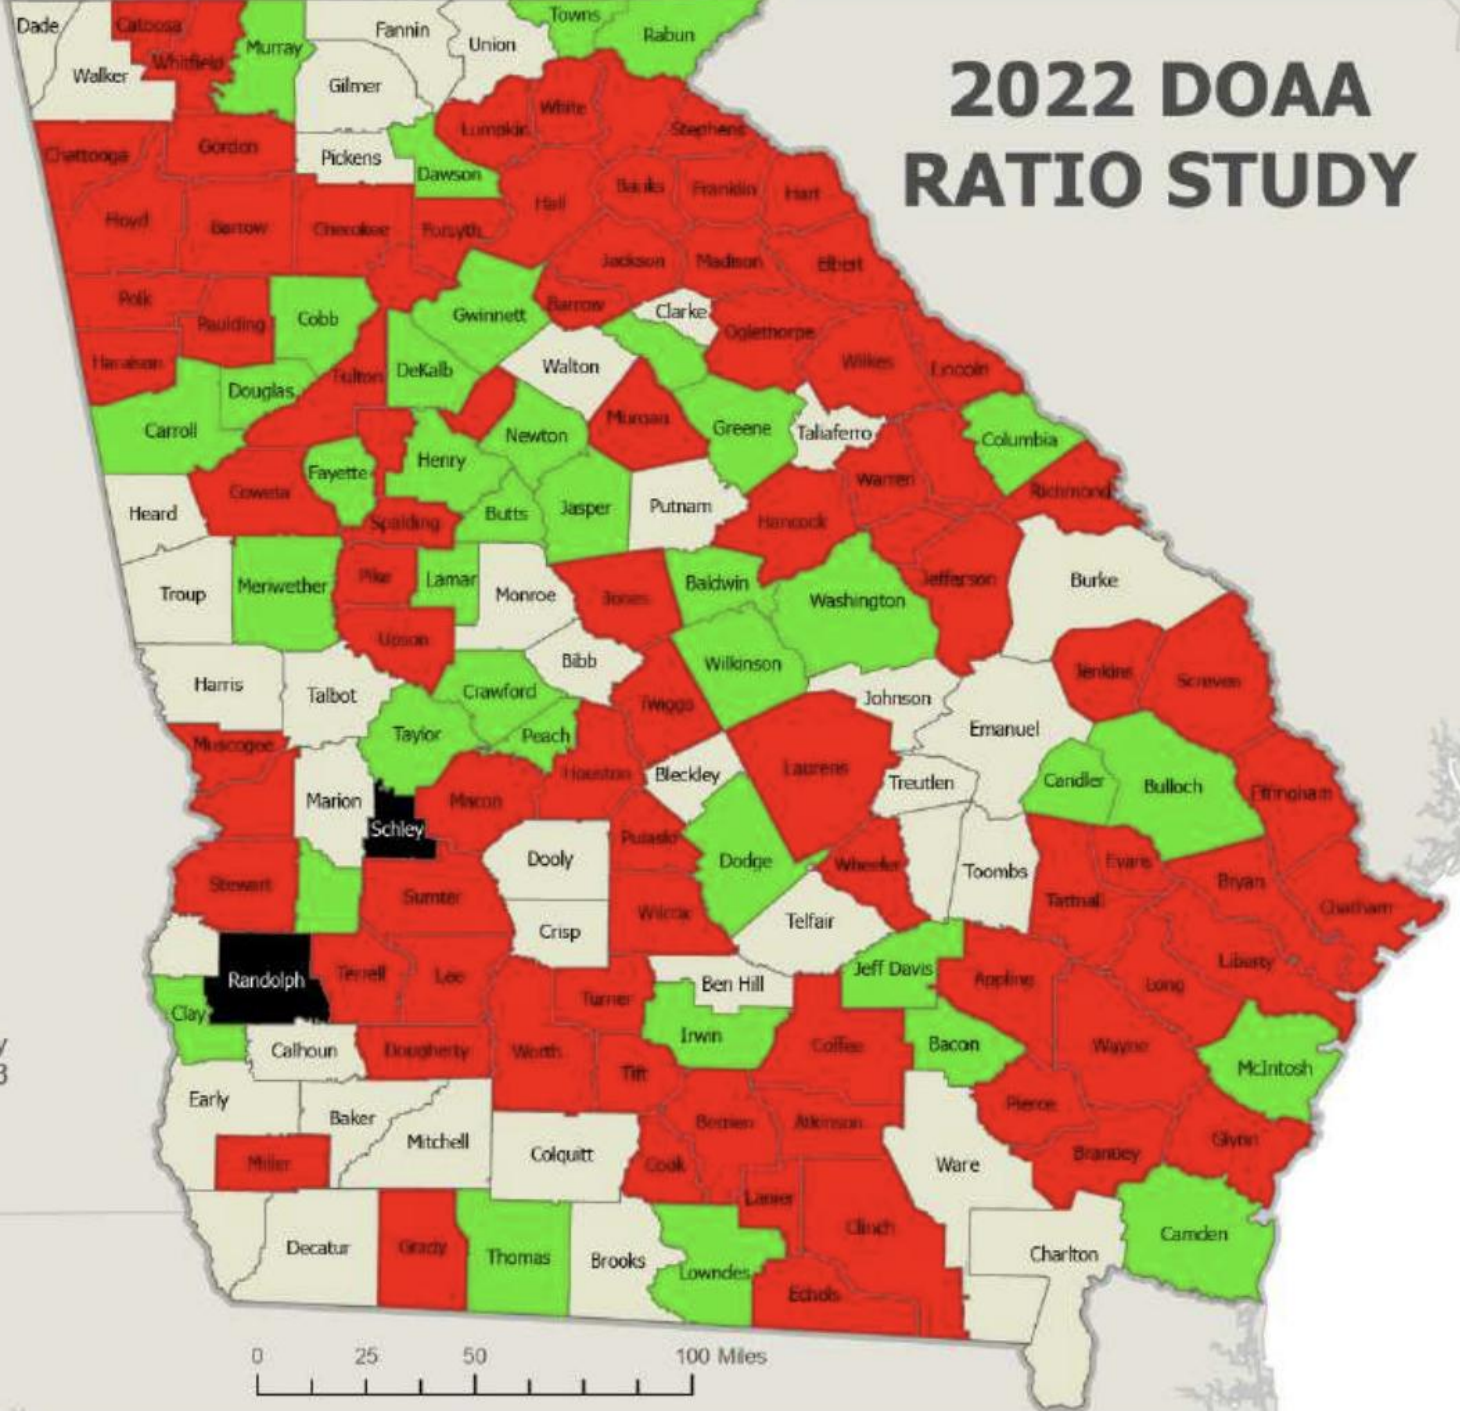 Dade
Catoosa
Whitfield
Murray
Fannin
Union
Towns
Rabun
Walker
Gilmer
2022 DOAA
RATIO STUDY
Lumpkin
White
Stephens
Chattooga
Gordon
Pickens
Dawson
Hall
Banks
Franklin
Hart
Floyd
Bartow
Cherokee
Forsyth
Jackson
Madison
Elbert
Polk
Paulding
Cobb
Gwinnett
Barrow
Clarke
Oglethorpe
Haralson
Douglas
Fulton
DeKalb
Walton
Wilkes
Lincoln
Carroll
Newton
Morgan
Greene
Taliaferro
Columbia
Henry
Fayette
Coweta
Heard
Spalding
Butts
Jasper
Putnam
Hancock
Warren
Richmond
Troup
Meriwether
Pike
Lamar
Monroe
Jones
Baldwin
Washington
Jefferson
Burke
Upson
Bibb
Wilkinson
Jenkins
Screven
Harris
Talbot
Crawford
Twiggs
Johnson
Emanuel
Taylor
Peach
Muscogee
Houston
Bleckley
Laurens
Treutlen
Candler
Bulloch
Effingham
Marion
Schley
Macon
Pulaski
Dooly
Dodge
Wheeler
Toombs
Evans
Tattnall
Bryan
Chatham
Stewart
Sumter
Crisp
Wilcox
Telfair
Randolph
Terrell
Lee
Turner
Ben Hill
Jeff Davis
Appling
Long
Liberty
Clay
Calhoun
Dougherty
Worth
Irwin
Coffee
Bacon
Wayne
McIntosh
y
3
Early
Baker
Mitchell
Tift
Berrien
Atkinson
Pierce
Brantley
Glynn
Miller
Colquitt
Cook
Lanier
Ware
Decatur
Grady
Thomas
Brooks
Lowndes
Clinch
Echols
Charlton
Camden
0 25 50 100 Miles